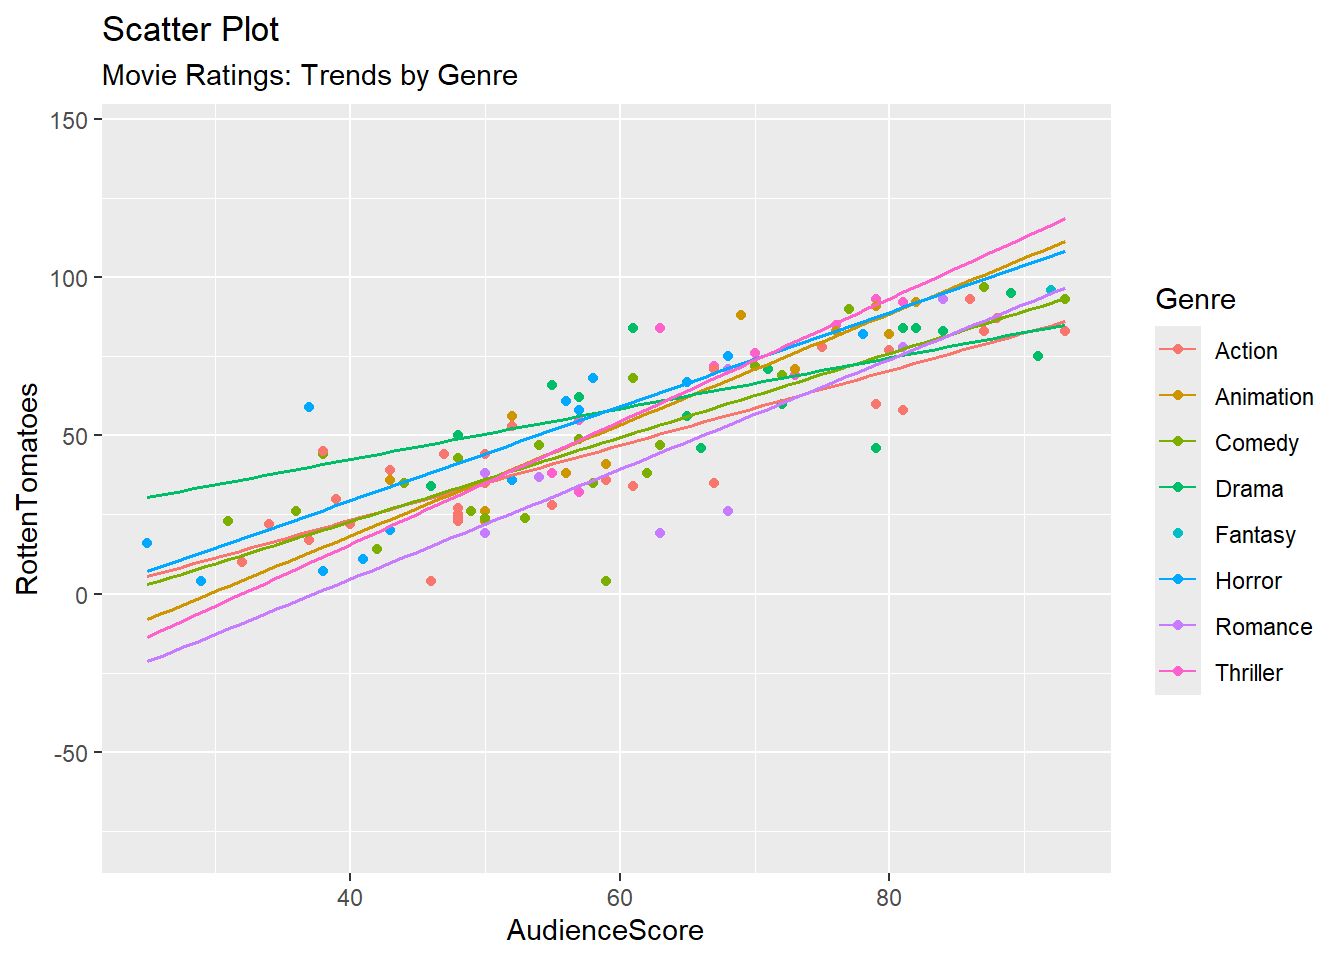 Scatter Plot
Movie Ratings: Trends by Genre
150
100
50
0
-50
RottenTomatoes
40
60
80
AudienceScore
Genre
Action
Animation
Comedy
Drama
Fantasy
Horror
Romance
Thriller